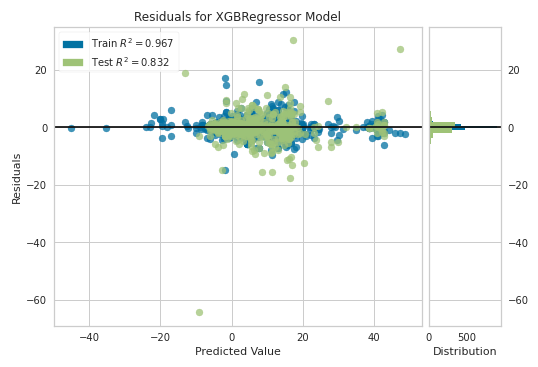 Residuals for XGBRegressor Model
Train R² = 0.967
Test R² = 0.832
20
0
−20
−40
−60
Residuals
−40
−20
0
20
40
Predicted Value
20
0
−20
−40
−60
0
500
Distribution